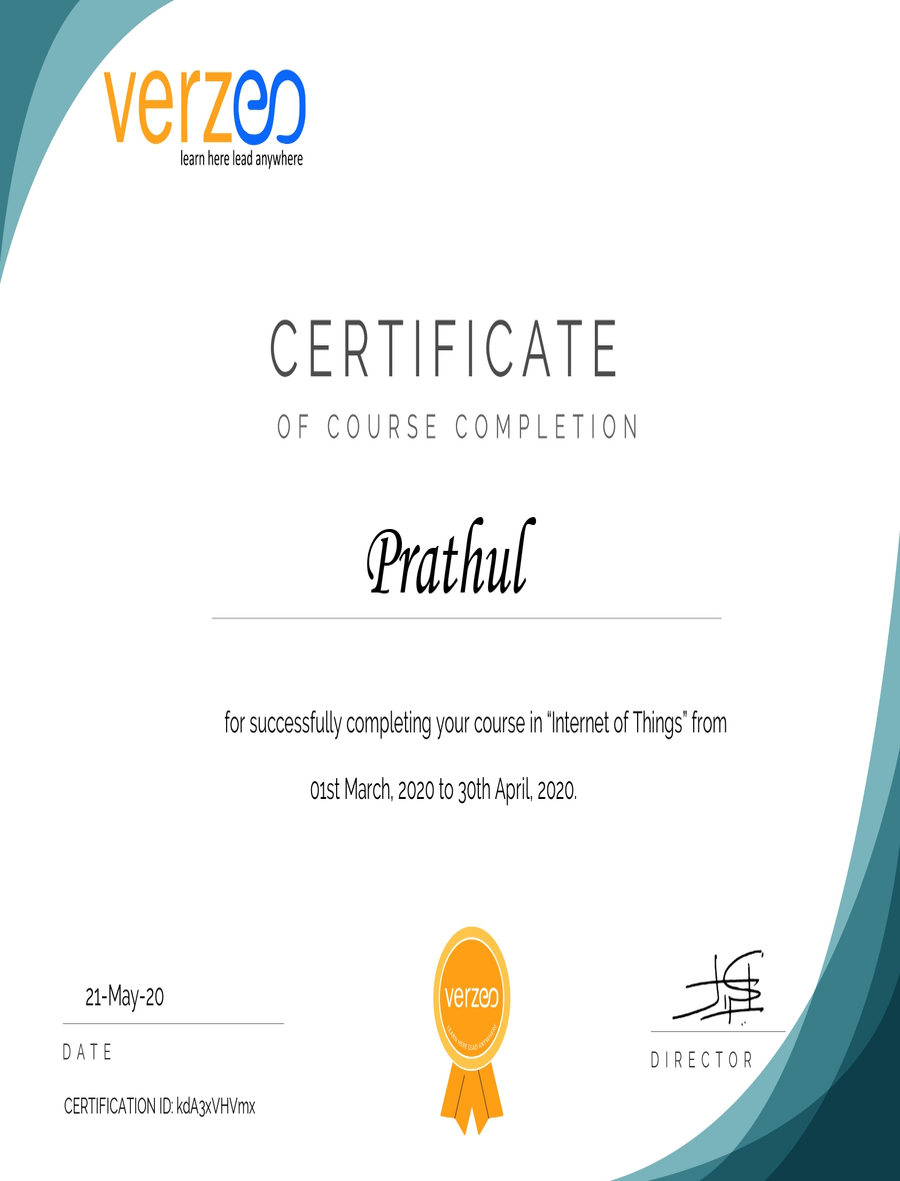 verzeo
learn here lead anywhere
CERTIFICATE
OF COURSE COMPLETION
Prathul
for successfully completing your course in “Internet of Things” from
01st March, 2020 to 30th April, 2020.
21-May-20
DATE
CERTIFICATION ID: kdA3xVHVmx
verzeo
LEARN HERE LEAD ANYWHERE
DIRECTOR